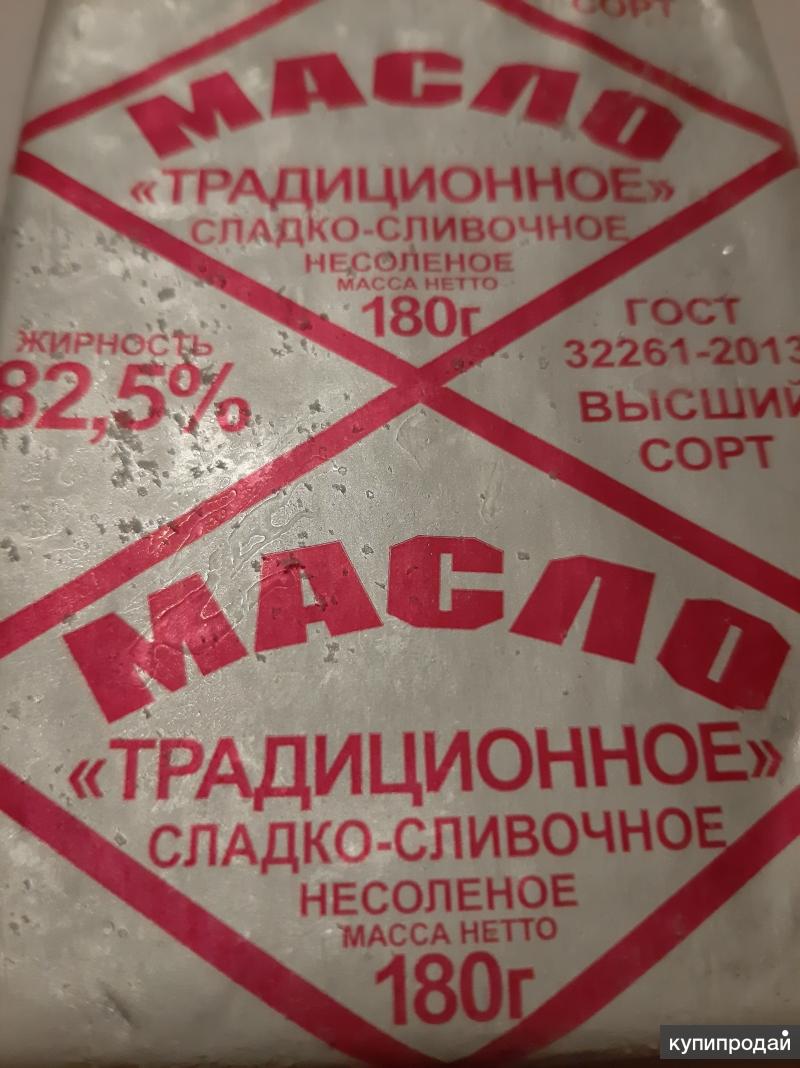 СОРТ
МАСЛО
«ТРАДИЦИОННОЕ»
СЛАДКО-СЛИВОЧНОЕ
НЕСОЛЕНОЕ
МАССА НЕТТО
180г
ЖИРНОСТЬ
82,5%
ГОСТ
32261-2013
ВЫСШИЙ
СОРТ
МАСЛО
«ТРАДИЦИОННОЕ»
СЛАДКО-СЛИВОЧНОЕ
НЕСОЛЕНОЕ
МАССА НЕТТО
180г
купипродай